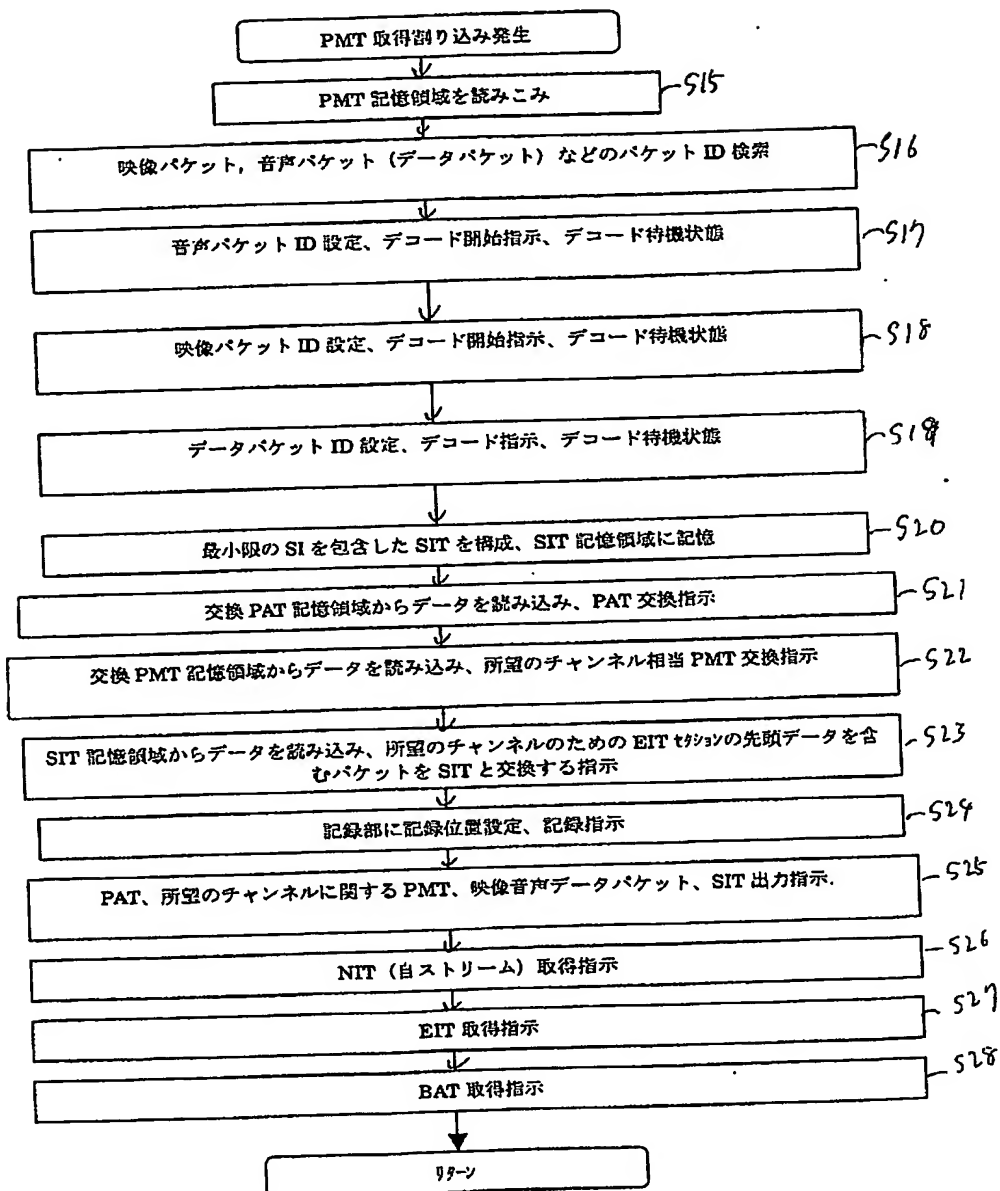 PMT 取得割り込み発生
PMT 記憶領域を読みこみ
S15
映像パケット，音声パケット（データパケット）などのパケット ID 検索
S16
音声パケット ID 設定、デコード開始指示、デコード待機状態
S17
映像パケット ID 設定、デコード開始指示、デコード待機状態
S18
データパケット ID 設定、デコード指示、デコード待機状態
S19
最小限の SI を包含した SIT を構成、SIT 記憶領域に記憶
S20
交換 PAT 記憶領域からデータを読み込み、PAT 交換指示
S21
交換 PMT 記憶領域からデータを読み込み、所望のチャンネル相当 PMT 交換指示
S22
SIT 記憶領域からデータを読み込み、所望のチャンネルのための EIT ｾｸｼｮﾝの先頭データを含
むパケットを SIT と交換する指示
S23
記録部に記録位置設定、記録指示
S24
PAT、所望のチャンネルに関する PMT、映像音声データパケット、SIT 出力指示.
S25
NIT（自ストリーム）取得指示
S26
EIT 取得指示
S27
BAT 取得指示
S28
ﾘﾀｰﾝ